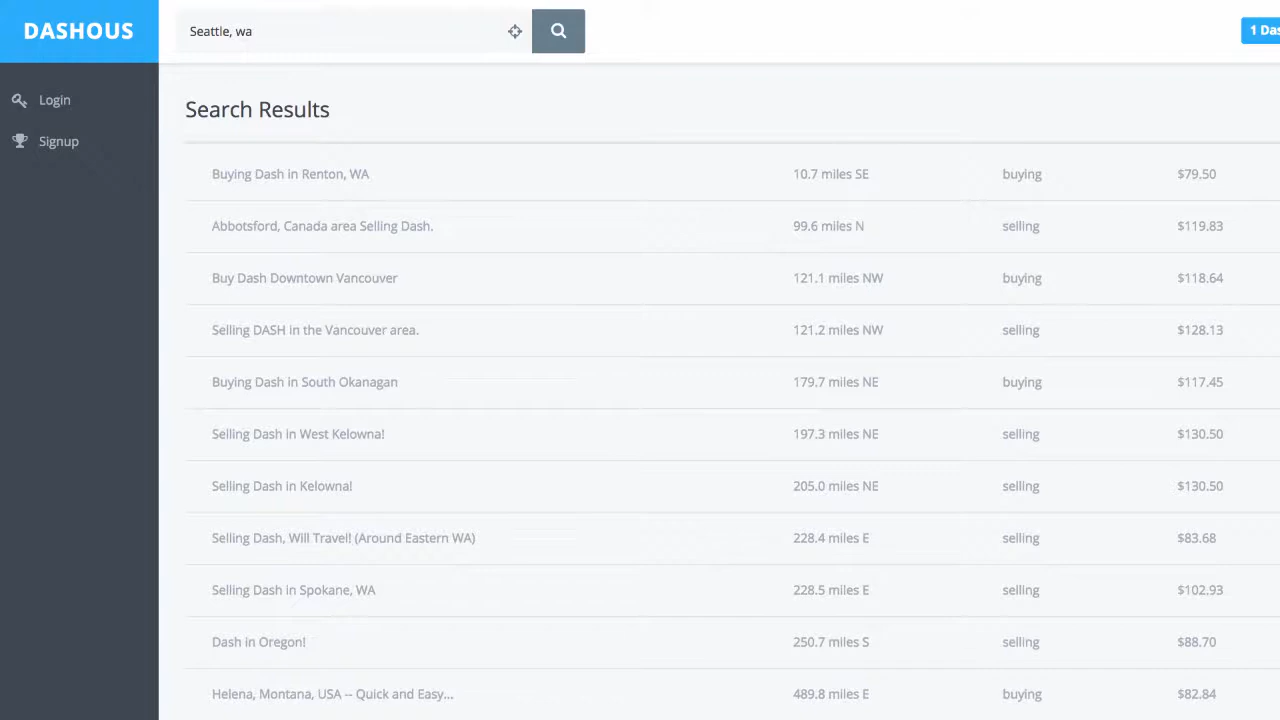 DASHOUS
Seattle, wa
1 Das
Login
Signup
Search Results
Buying Dash in Renton, WA 10.7 miles SE buying $79.50
Abbotsford, Canada area Selling Dash. 99.6 miles N selling $119.83
Buy Dash Downtown Vancouver 121.1 miles NW buying $118.64
Selling DASH in the Vancouver area. 121.2 miles NW selling $128.13
Buying Dash in South Okanagan 179.7 miles NE buying $117.45
Selling Dash in West Kelowna! 197.3 miles NE selling $130.50
Selling Dash in Kelowna! 205.0 miles NE selling $130.50
Selling Dash, Will Travel! (Around Eastern WA) 228.4 miles E selling $83.68
Selling Dash in Spokane, WA 228.5 miles E selling $102.93
Dash in Oregon! 250.7 miles S selling $88.70
Helena, Montana, USA -- Quick and Easy... 489.8 miles E buying $82.84